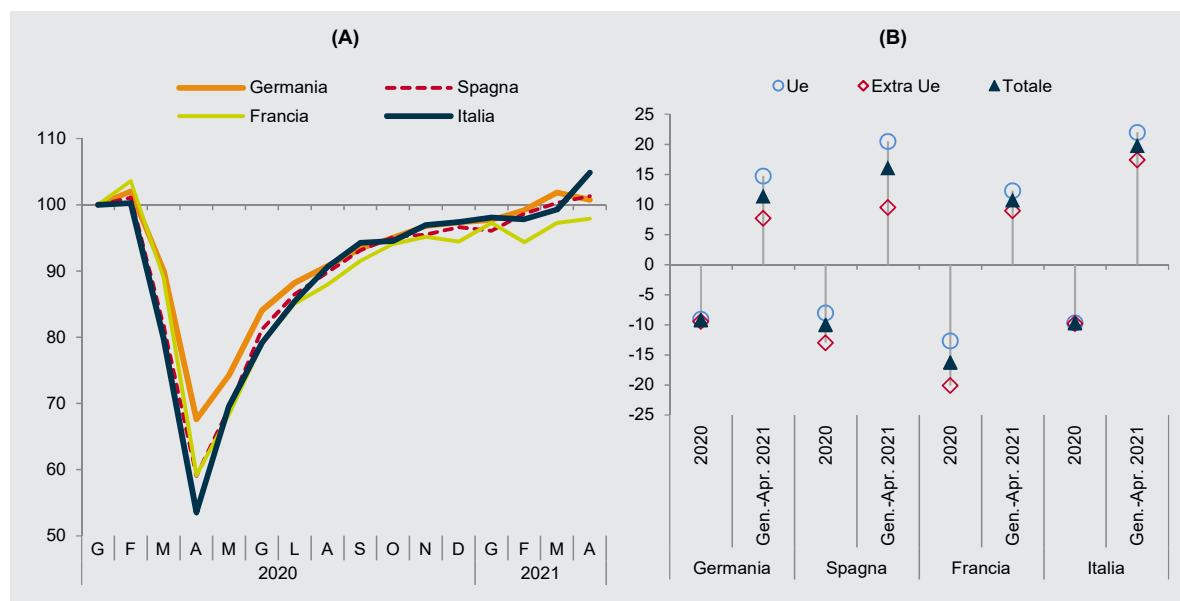 (A)
Germania Spagna
Francia Italia
110
100
90
80
70
60
50
G F M A M G L A S O N D G F M A
2020 2021
(B)
Ue Extra Ue Totale
25
20
15
10
5
0
-5
-10
-15
-20
-25
2020 Gen.-Apr. 2021 2020 Gen.-Apr. 2021 2020 Gen.-Apr. 2021 2020 Gen.-Apr. 2021
Germania Spagna Francia Italia